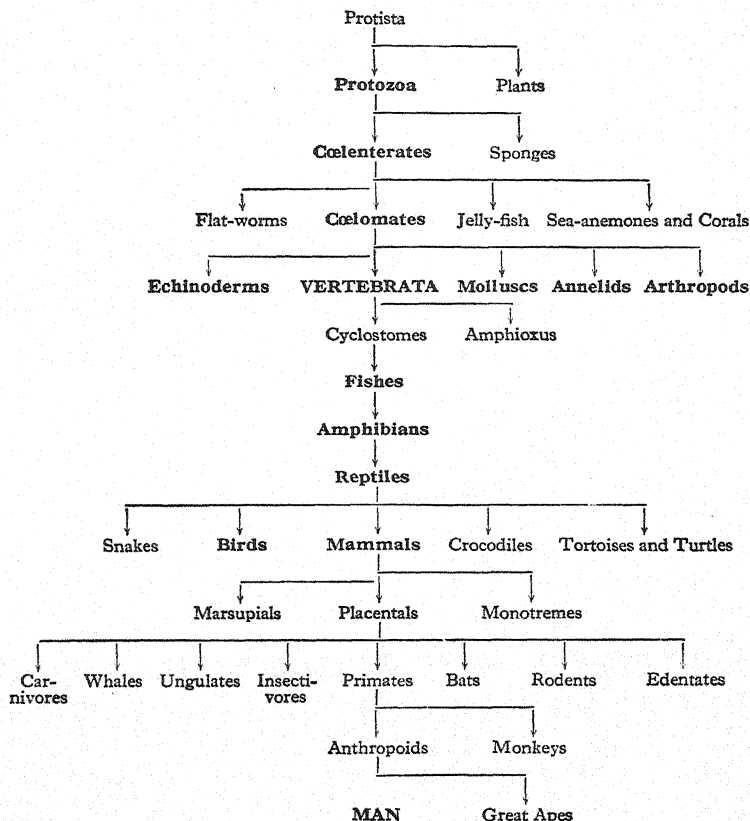 Protista
Protozoa Plants
Cœlenterates Sponges
Flat-worms Cœlomates Jelly-fish Sea-anemones and Corals
Echinoderms VERTEBRATA Molluscs Annelids Arthropods
Cyclostomes Amphioxus
Fishes
Amphibians
Reptiles
Snakes Birds Mammals Crocodiles Tortoises and Turtles
Marsupials Placentals Monotremes
Car- Whales Ungulates Insecti- Primates Bats Rodents Edentates
nivores vores
Anthropoids Monkeys
MAN Great Apes